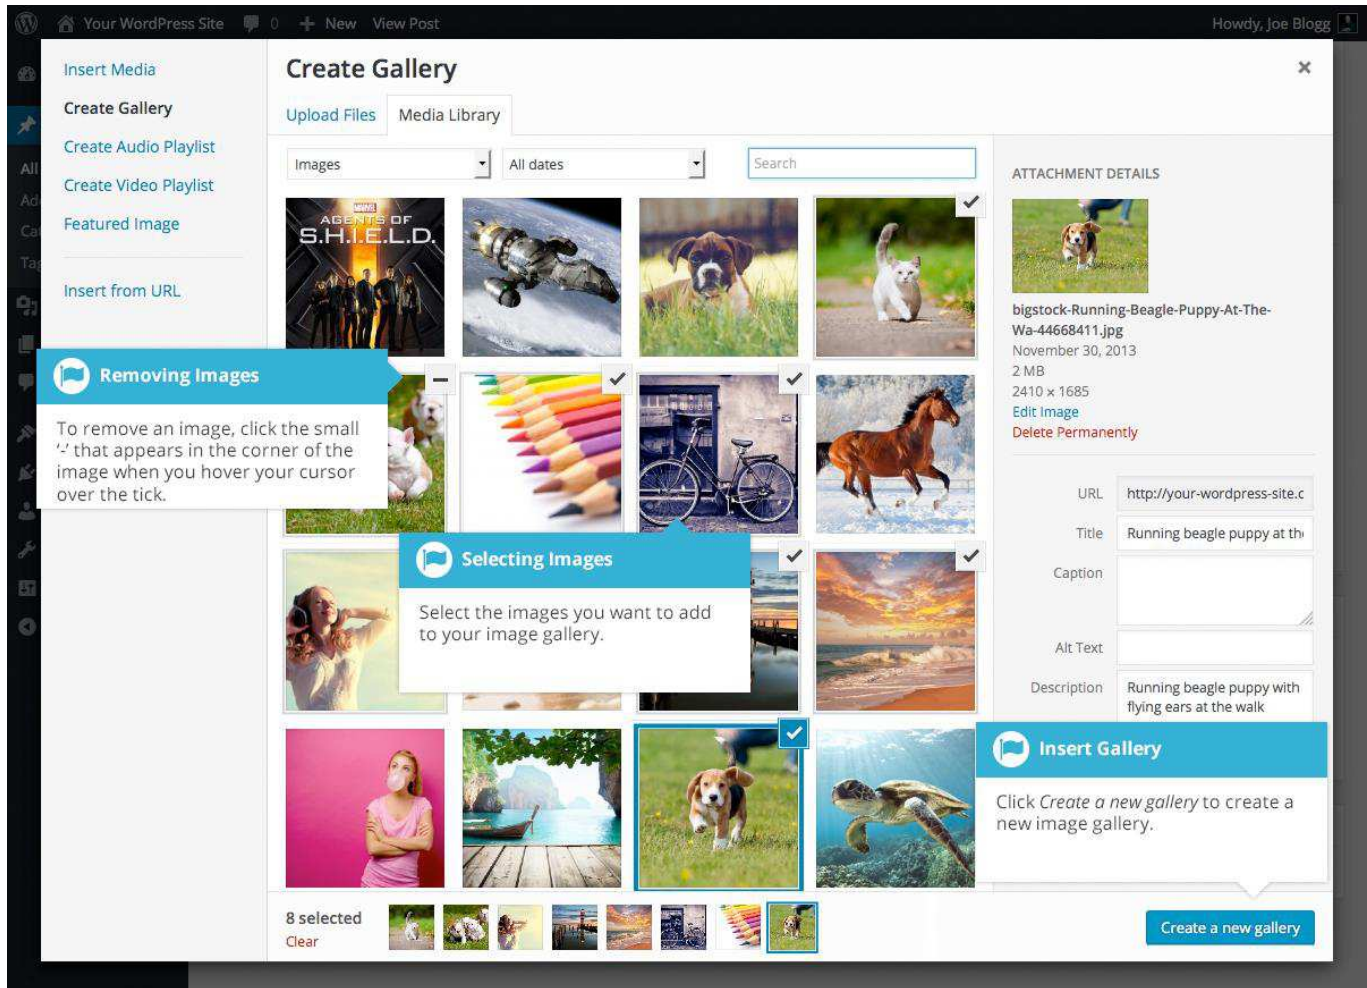 Your WordPress Site
0
New
View Post
Howdy, Joe Blogg
Insert Media
Create Gallery
Create Audio Playlist
Create Video Playlist
Featured Image
Insert from URL
All
Create Gallery
Upload Files
Media Library
Images
All dates
Search
MARVEL
AGENTS OF
S.H.I.E.L.D.
Removing Images
To remove an image, click the small
‘-’ that appears in the corner of the
image when you hover your cursor
over the tick.
Selecting Images
Select the images you want to add
to your image gallery.
ATTACHMENT DETAILS
bigstock-Running-Beagle-Puppy-At-The-
Wa-44668411.jpg
November 30, 2013
2 MB
2410 × 1685
Edit Image
Delete Permanently
URL
http://your-wordpress-site.c
Title
Running beagle puppy at th
Caption
Alt Text
Description
Running beagle puppy with
flying ears at the walk
Insert Gallery
Click Create a new gallery to create a
new image gallery.
8 selected
Clear
Create a new gallery